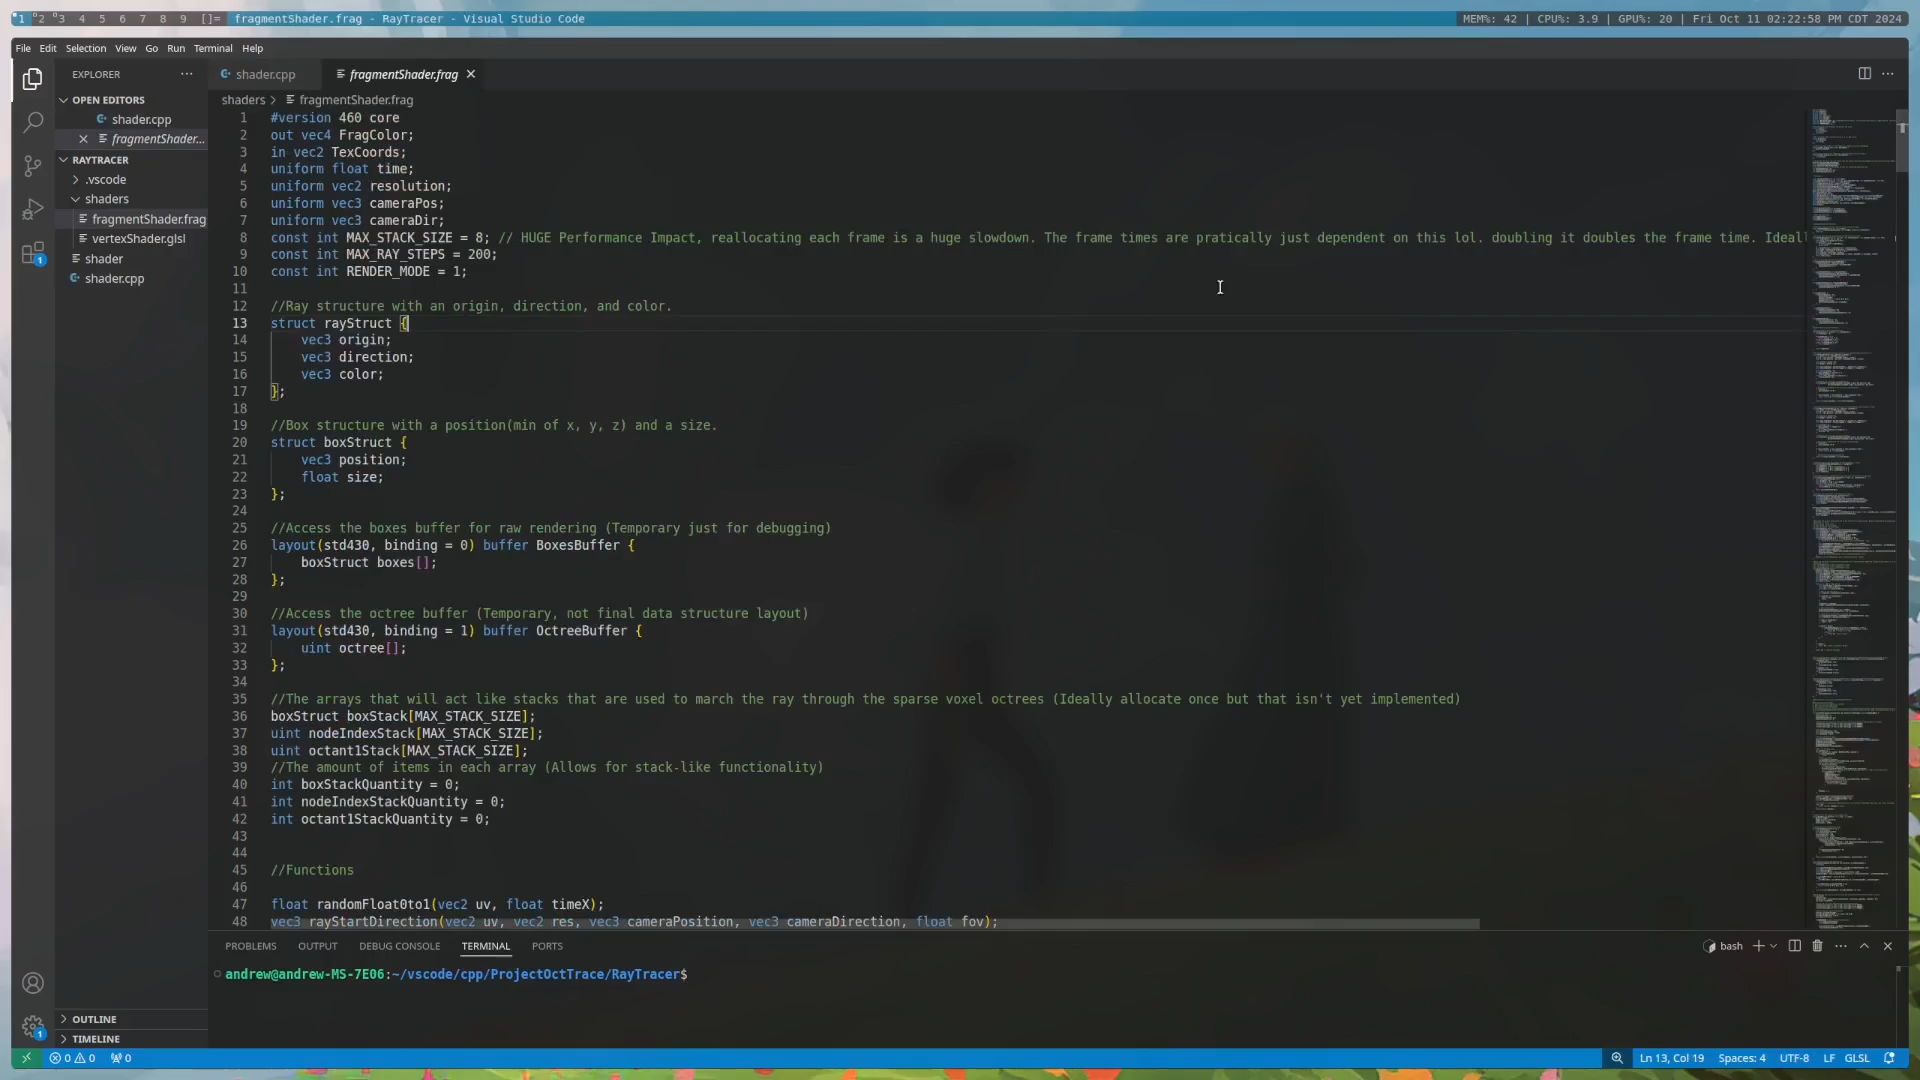 1 2 3 4 5 6 7 8 9 []= fragmentShader.frag - RayTracer - Visual Studio Code MEM%: 42 | CPU%: 3.9 | GPU%: 20 | Fri Oct 11 02:22:58 PM CDT 2024
File Edit Selection View Go Run Terminal Help
EXPLORER
OPEN EDITORS
shader.cpp
fragmentShader...
RAYTRACER
.vscode
shaders
fragmentShader.frag
vertexShader.glsl
shader
shader.cpp
OUTLINE
TIMELINE
1
1
shader.cpp fragmentShader.frag
shaders > fragmentShader.frag
1 #version 460 core
2 out vec4 FragColor;
3 in vec2 TexCoords;
4 uniform float time;
5 uniform vec2 resolution;
6 uniform vec3 cameraPos;
7 uniform vec3 cameraDir;
8 const int MAX_STACK_SIZE = 8; // HUGE Performance Impact, reallocating each frame is a huge slowdown. The frame times are pratically just dependent on this lol. doubling it doubles the frame time. Ideal
9 const int MAX_RAY_STEPS = 200;
10 const int RENDER_MODE = 1;
11
12 //Ray structure with an origin, direction, and color.
13 struct rayStruct {
14 vec3 origin;
15 vec3 direction;
16 vec3 color;
17 };
18
19 //Box structure with a position(min of x, y, z) and a size.
20 struct boxStruct {
21 vec3 position;
22 float size;
23 };
24
25 //Access the boxes buffer for raw rendering (Temporary just for debugging)
26 layout(std430, binding = 0) buffer BoxesBuffer {
27 boxStruct boxes[];
28 };
29
30 //Access the octree buffer (Temporary, not final data structure layout)
31 layout(std430, binding = 1) buffer OctreeBuffer {
32 uint octree[];
33 };
34
35 //The arrays that will act like stacks that are used to march the ray through the sparse voxel octrees (Ideally allocate once but that isn't yet implemented)
36 boxStruct boxStack[MAX_STACK_SIZE];
37 uint nodeIndexStack[MAX_STACK_SIZE];
38 uint octant1Stack[MAX_STACK_SIZE];
39 //The amount of items in each array (Allows for stack-like functionality)
40 int boxStackQuantity = 0;
41 int nodeIndexStackQuantity = 0;
42 int octant1StackQuantity = 0;
43
44
45 //Functions
46
47 float randomFloat0to1(vec2 uv, float timeX);
48 vec3 rayStartDirection(vec2 uv, vec2 res, vec3 cameraPosition, vec3 cameraDirection, float fov);
PROBLEMS OUTPUT DEBUG CONSOLE TERMINAL PORTS bash
andrew@andrew-MS-7E06:~/vscode/cpp/ProjectOctTrace/RayTracer$
0 0 0 Ln 13, Col 19 Spaces: 4 UTF-8 LF GLSL